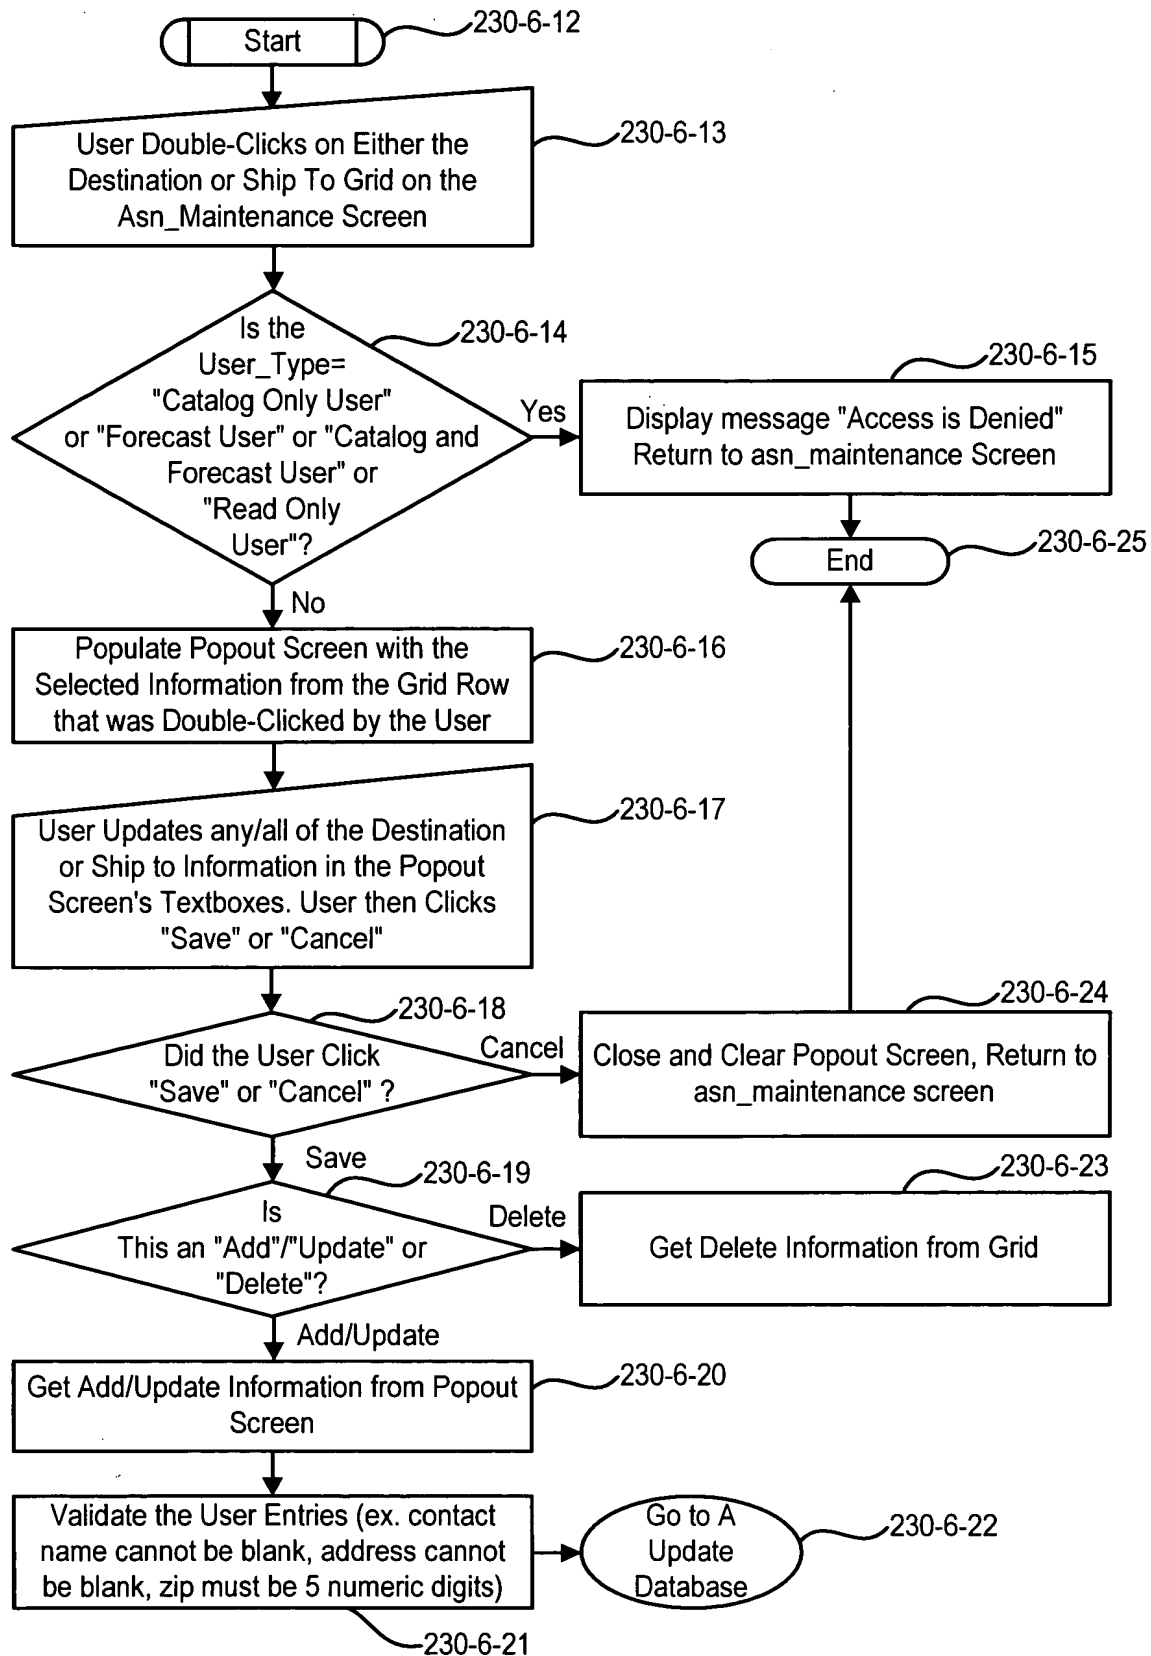 Start
230-6-12
User Double-Clicks on Either the
Destination or Ship To Grid on the
Asn_Maintenance Screen
230-6-13
Is the
User_Type=
"Catalog Only User"
or "Forecast User" or "Catalog and
Forecast User" or
"Read Only
User"?
230-6-14
Yes
230-6-15
Display message "Access is Denied"
Return to asn_maintenance Screen
End
230-6-25
No
Populate Popout Screen with the
Selected Information from the Grid Row
that was Double-Clicked by the User
230-6-16
User Updates any/all of the Destination
or Ship to Information in the Popout
Screen's Textboxes. User then Clicks
"Save" or "Cancel"
230-6-17
Did the User Click
"Save" or "Cancel" ?
230-6-18
Cancel
230-6-24
Close and Clear Popout Screen, Return to
asn_maintenance screen
Save
Is
This an "Add"/"Update" or
"Delete"?
230-6-19
Delete
230-6-23
Get Delete Information from Grid
Add/Update
Get Add/Update Information from Popout
Screen
230-6-20
Validate the User Entries (ex. contact
name cannot be blank, address cannot
be blank, zip must be 5 numeric digits)
230-6-21
Go to A
Update
Database
230-6-22